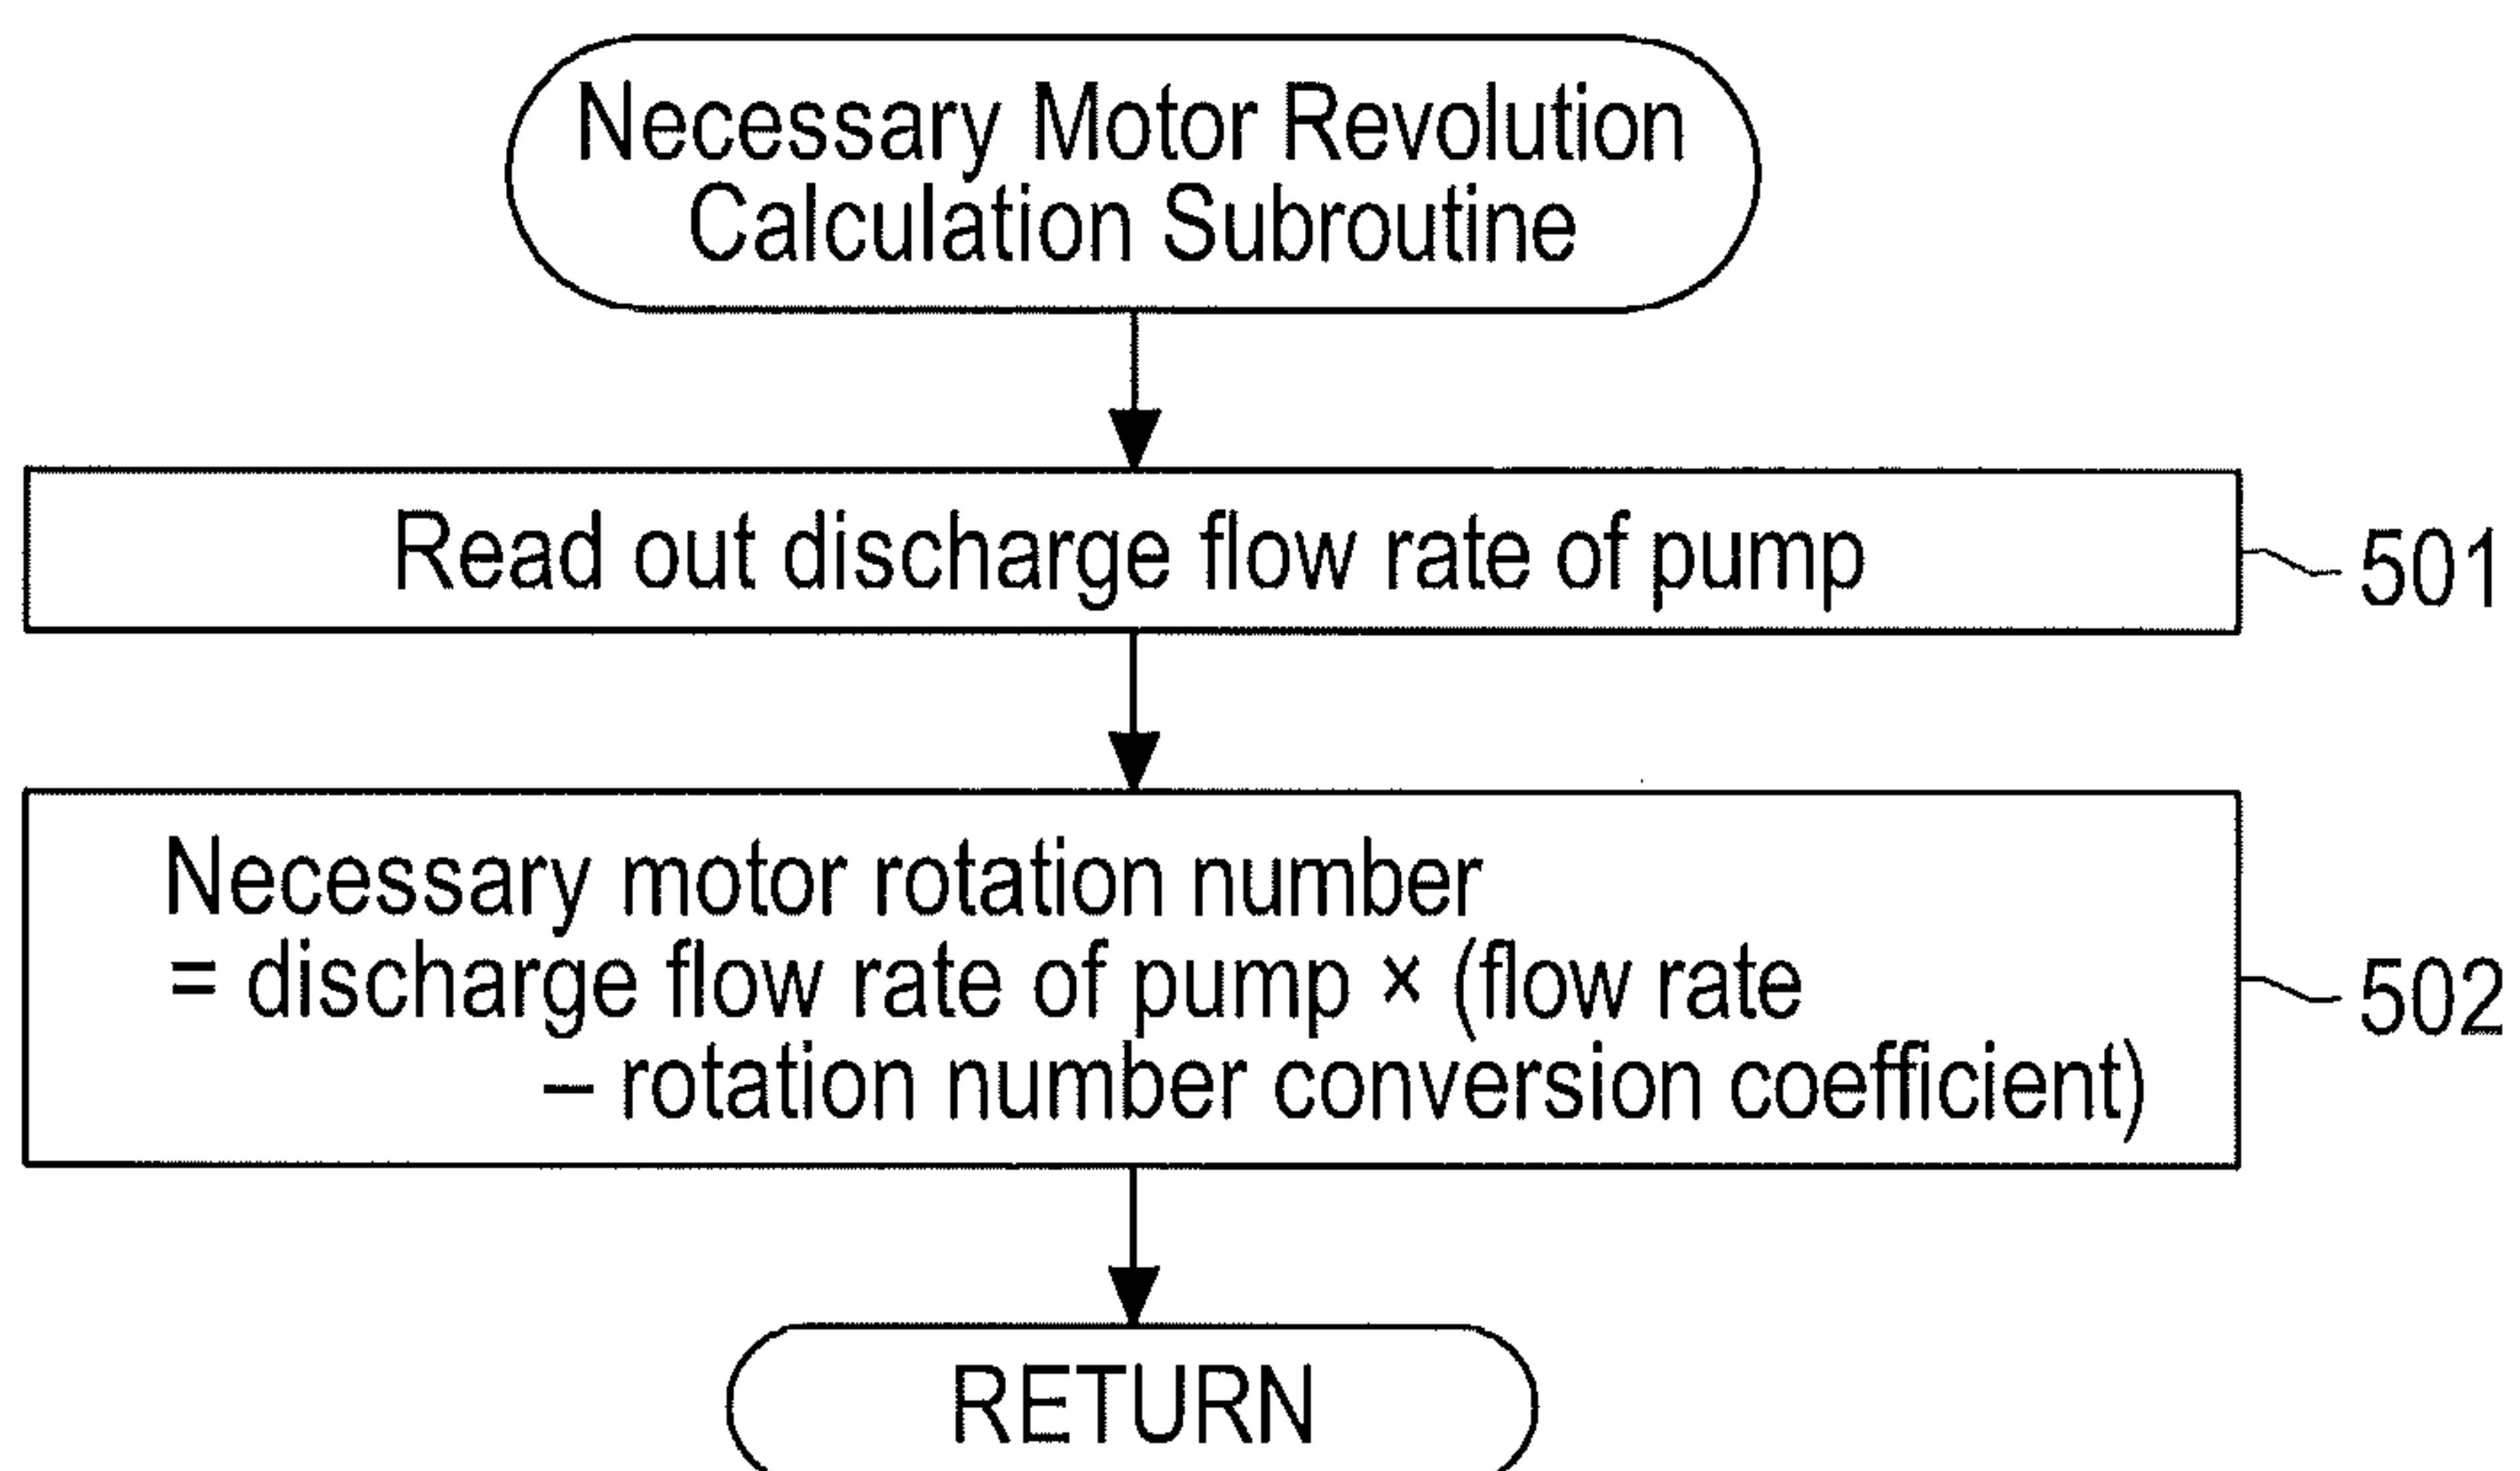 Necessary Motor Revolution
Calculation Subroutine
Read out discharge flow rate of pump
501
Necessary motor rotation number
= discharge flow rate of pump × (flow rate
– rotation number conversion coefficient)
502
RETURN